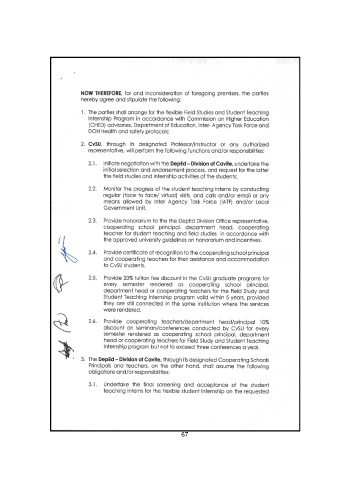 NOW THEREFORE, for and inconsideration of foregoing premises, the parties
hereby agree and stipulate the following:
1. The parties shall arrange for the flexible Field Studies and Student Teaching
Internship Program in accordance with Commission on Higher Education
(CHED) advisories, Department of Education, Inter- Agency Task Force and
DOH health and safety protocols;
2. CvSU, through its designated Professor/Instructor or any authorized
representative, will perform the following functions and/or responsibilities:
2.1. Initiate negotiation with the DepEd – Division of Cavite, undertake the
initial selection and endorsement process, and request for the latter
the field studies and internship activities of the students;
2.2. Monitor the progress of the student teaching interns by conducting
regular (face to face/ virtual) visits, and calls and/or email or any
means allowed by Inter Agency Task Force (IATF) and/or Local
Government Unit.
2.3. Provide honorarium to the the DepEd Division Office representative,
cooperating school principal, department head, cooperating
teacher for student teaching and field studies in accordance with
the approved university guidelines on honorarium and incentives.
2.4. Provide certificate of recognition to the cooperating school principal
and cooperating teachers for their assistance and accommodation
to CvSU students.
2.5. Provide 20% tuition fee discount in the CvSU graduate programs for
every semester rendered as cooperating school principal,
department head or cooperating teachers for the Field Study and
Student Teaching Internship program valid within 5 years, provided
they are still connected in the same institution where the services
were rendered.
2.6. Provide cooperating teachers/department head/principal 10%
discount on seminars/conferences conducted by CvSU for every
semester rendered as cooperating school principal, department
head or cooperating teachers for Field Study and Student Teaching
Internship program but not to exceed three conferences a year.
3. The DepEd – Division of Cavite, through its designated Cooperating Schools
Principals and teachers, on the other hand, shall assume the following
obligations and/or responsibilities:
3.1. Undertake the final screening and acceptance of the student
teaching interns for the flexible student internship on the requested
67